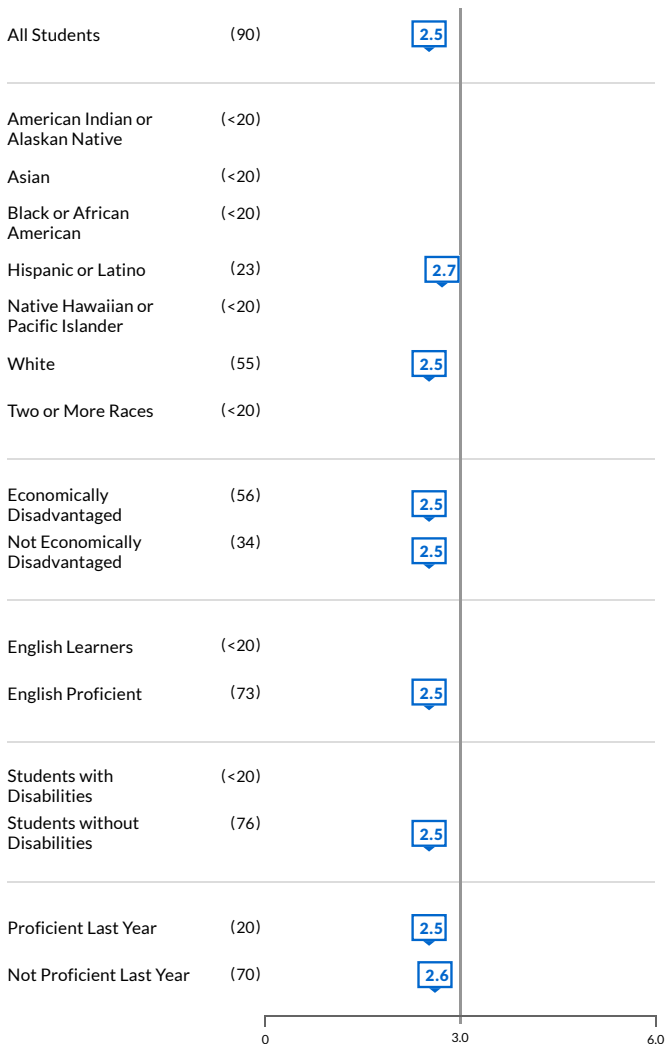 All Students (90) 2.5
American Indian or (<20)
Alaskan Native
Asian (<20)
Black or African (<20)
American
Hispanic or Latino (23) 2.7
Native Hawaiian or (<20)
Pacific Islander
White (55) 2.5
Two or More Races (<20)
Economically (56) 2.5
Disadvantaged
Not Economically (34) 2.5
Disadvantaged
English Learners (<20)
English Proficient (73) 2.5
Students with (<20)
Disabilities
Students without (76) 2.5
Disabilities
Proficient Last Year (20) 2.5
Not Proficient Last Year (70) 2.6
0 3.0 6.0